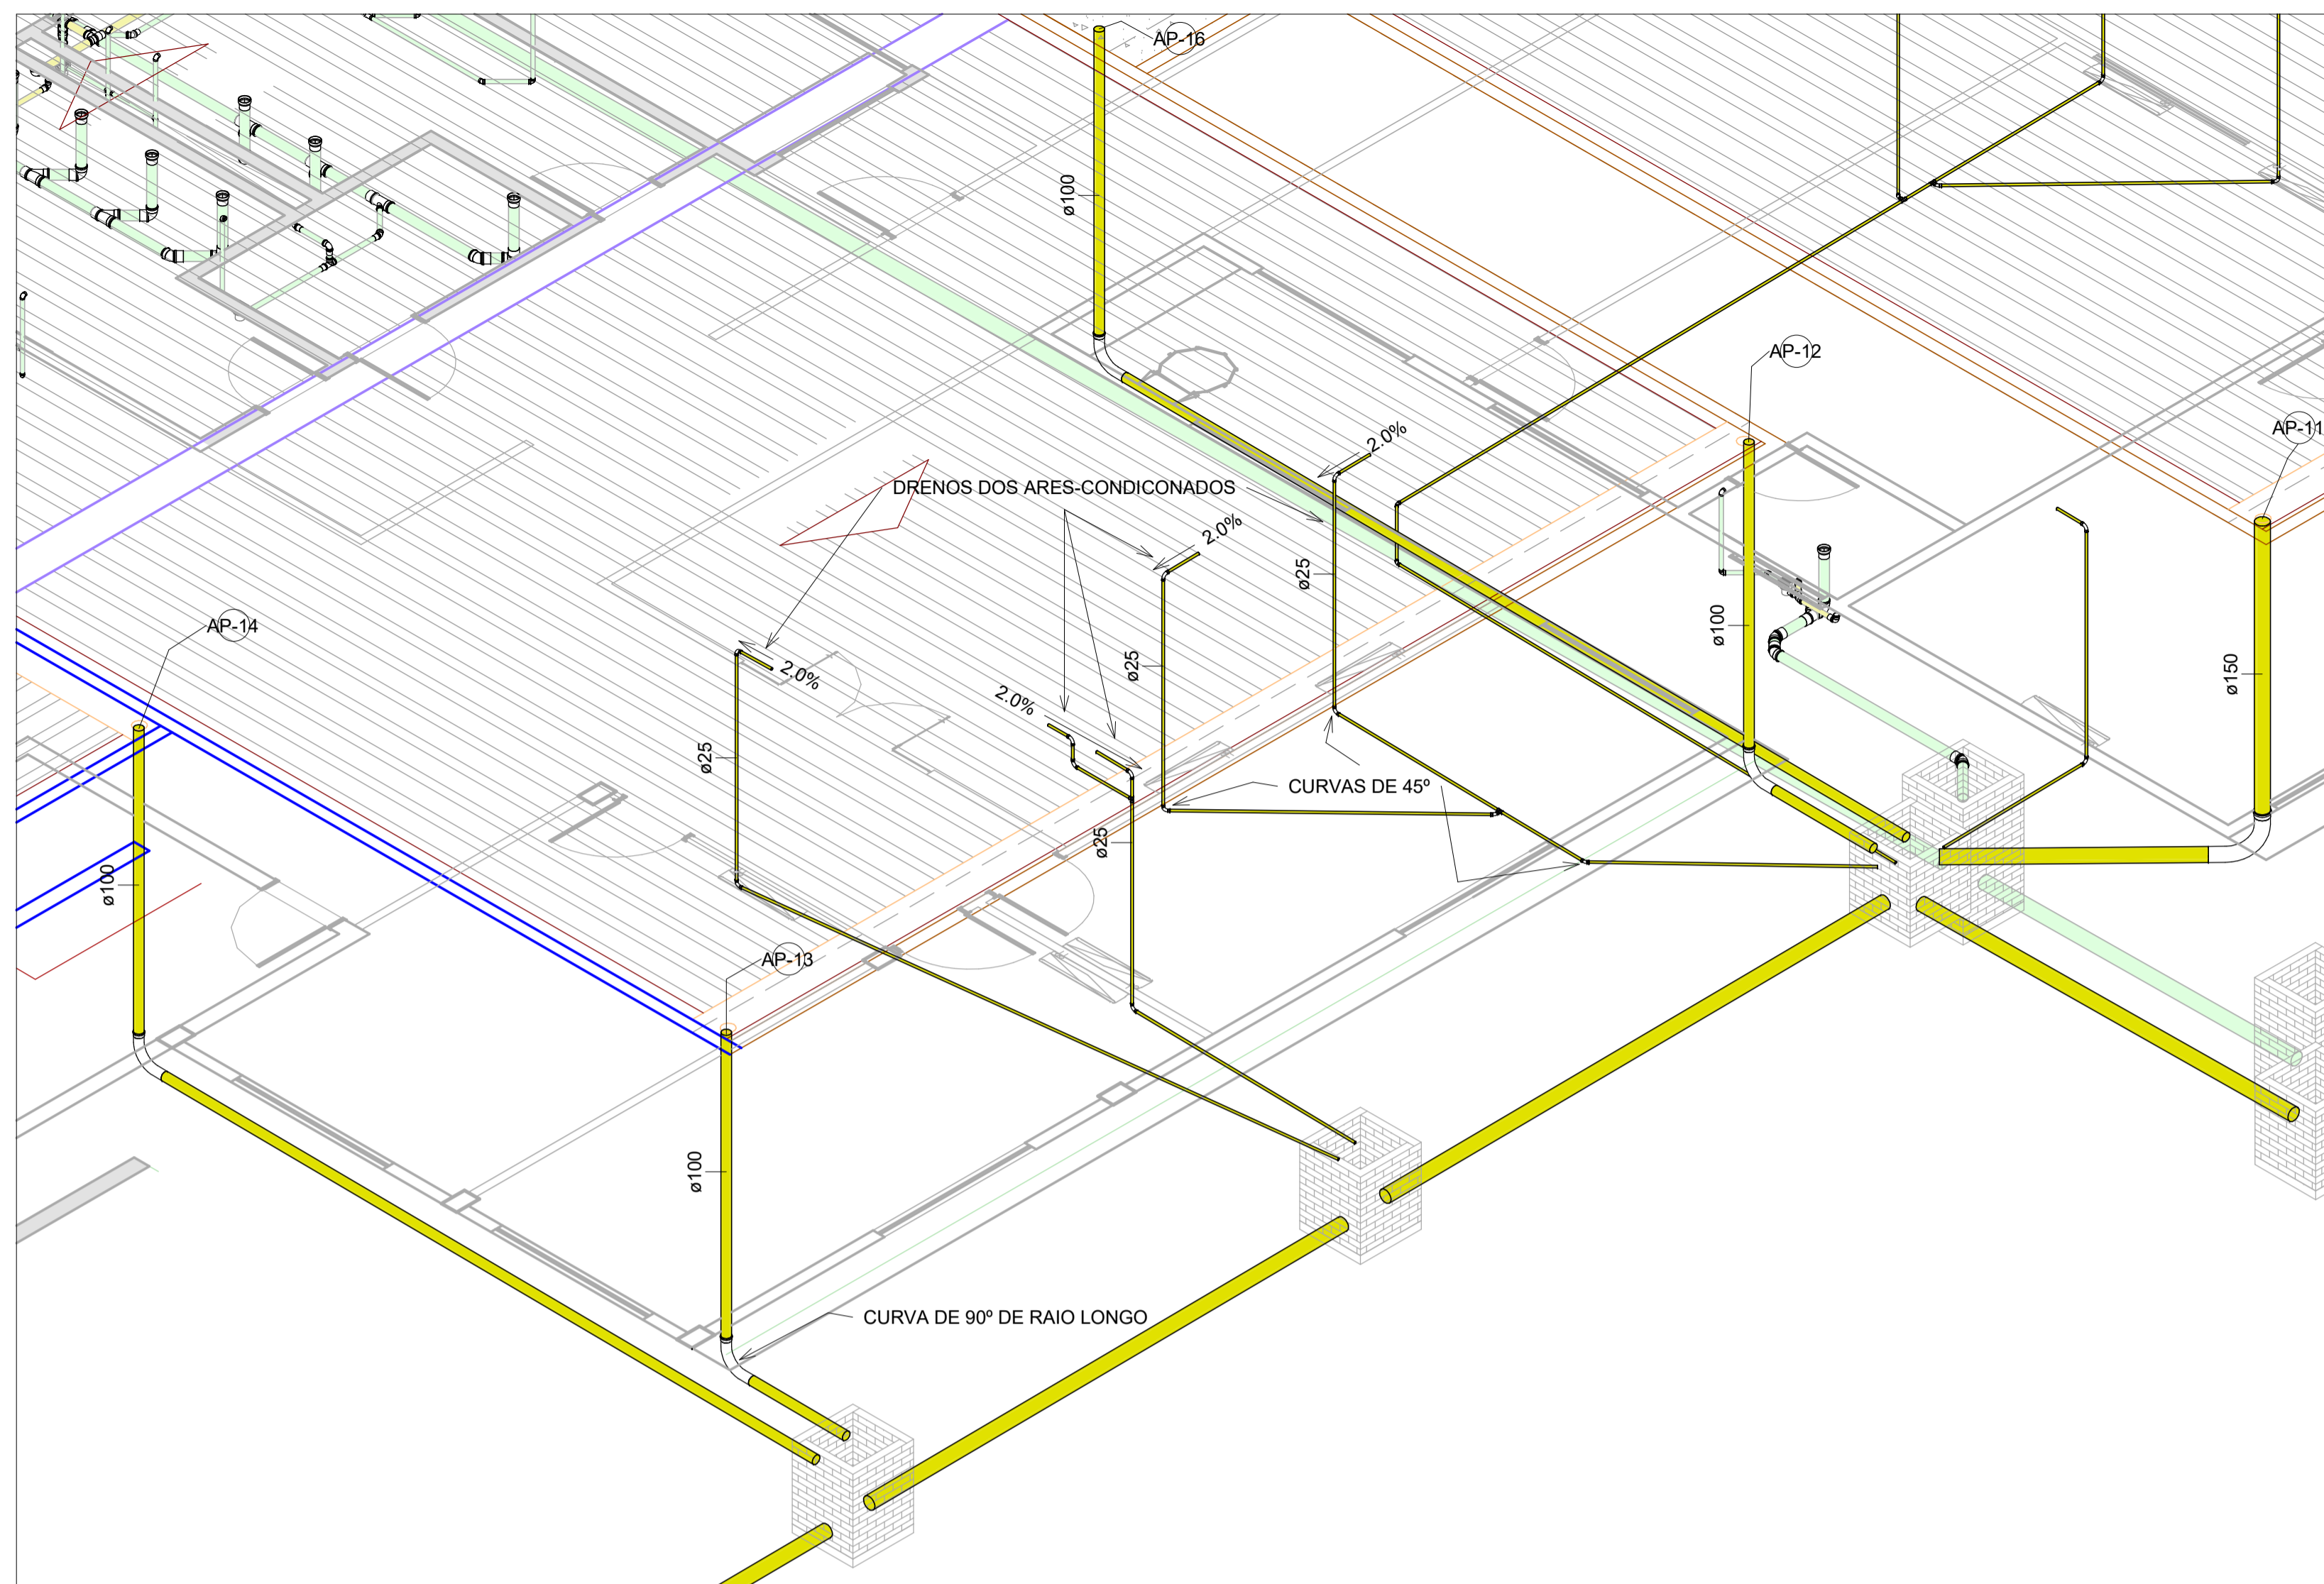 AP-16
ø100
AP-12
AP-11
2.0%
DRENOS DOS ARES-CONDICONADOS
2.0%
ø25
AP-14
ø100
2.0%
ø25
ø150
2.0%
ø25
CURVAS DE 45º
ø25
ø100
AP-13
ø100
CURVA DE 90º DE RAIO LONGO